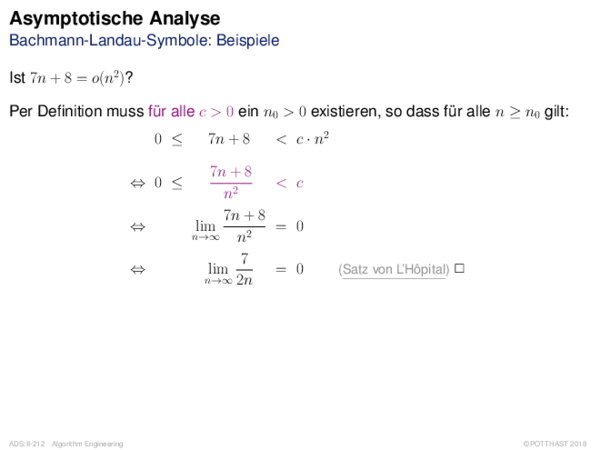 Asymptotische Analyse
Bachmann-Landau-Symbole: Beispiele
Ist 7n + 8 = o(n²)?
Per Definition muss für alle c > 0 ein n₀ > 0 existieren, so dass für alle n ≥ n₀ gilt:
0 ≤ 7n + 8 < c · n²
⇔ 0 ≤ (7n + 8)/n² < c
⇔ lim n→∞ (7n + 8)/n² = 0
⇔ lim n→∞ 7/2n = 0 (Satz von L'Hôpital) □
ADS:II-212 Algorithm Engineering © POTTHAST 2018